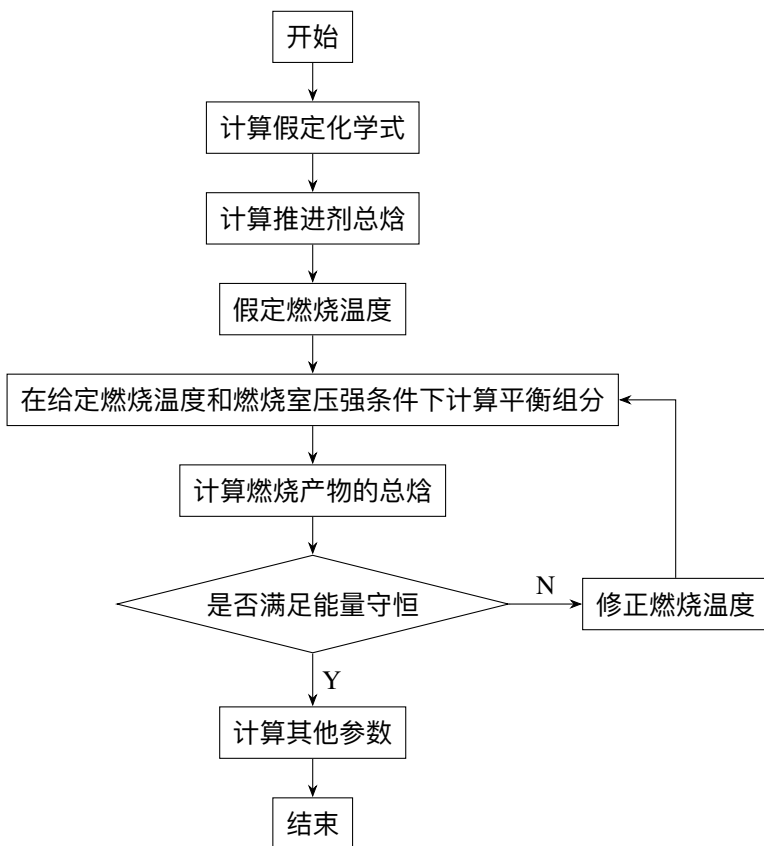 开始
计算假定化学式
计算推进剂总焓
假定燃烧温度
在给定燃烧温度和燃烧室压强条件下计算平衡组分
计算燃烧产物的总焓
是否满足能量守恒
N
修正燃烧温度
Y
计算其他参数
结束